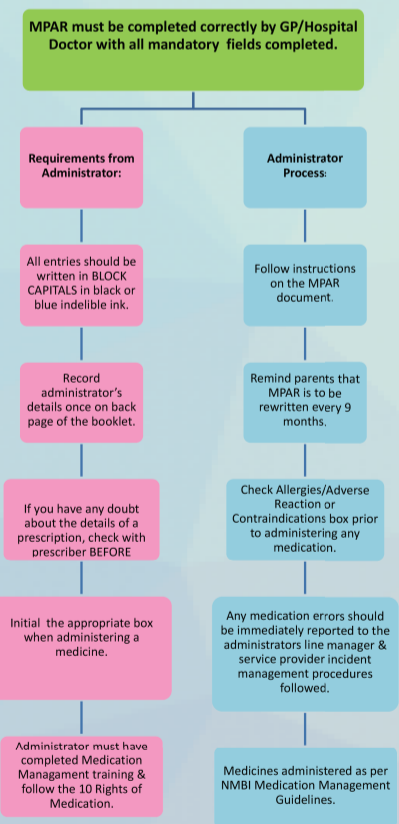 MPAR must be completed correctly by GP/Hospital
Doctor with all mandatory fields completed.
Requirements from
Administrator:
All entries should be
written in BLOCK
CAPITALS in black or
blue indelible ink.
Record
administrator's
details once on back
page of the booklet.
If you have any doubt
about the details of a
prescription, check with
prescriber BEFORE
Initial the appropriate box
when administering a
medicine.
Administrator must have
completed Medication
Managament training &
follow the 10 Rights of
Medication.
Administrator
Process:
Follow instructions
on the MPAR
document.
Remind parents that
MPAR is to be
rewritten every 9
months.
Check Allergies/Adverse
Reaction or
Contraindications box prior
to administering any
medication.
Any medication errors should
be immediately reported to the
administrators line manager &
service provider incident
management procedures
followed.
Medicines administered as per
NMBI Medication Management
Guidelines.